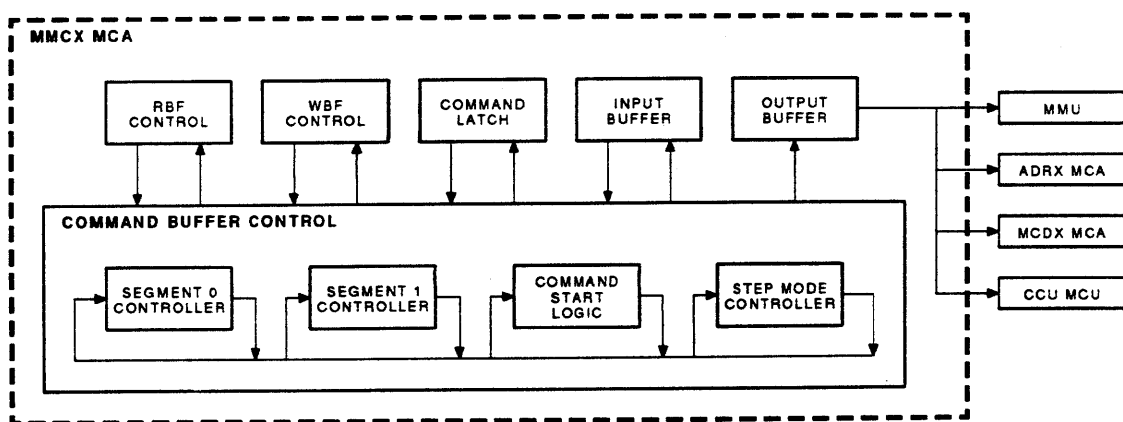 MMCX MCA
RBF
CONTROL
WBF
CONTROL
COMMAND
LATCH
INPUT
BUFFER
OUTPUT
BUFFER
MMU
ADRX MCA
MCDX MCA
CCU MCU
COMMAND BUFFER CONTROL
SEGMENT 0
CONTROLLER
SEGMENT 1
CONTROLLER
COMMAND
START
LOGIC
STEP MODE
CONTROLLER